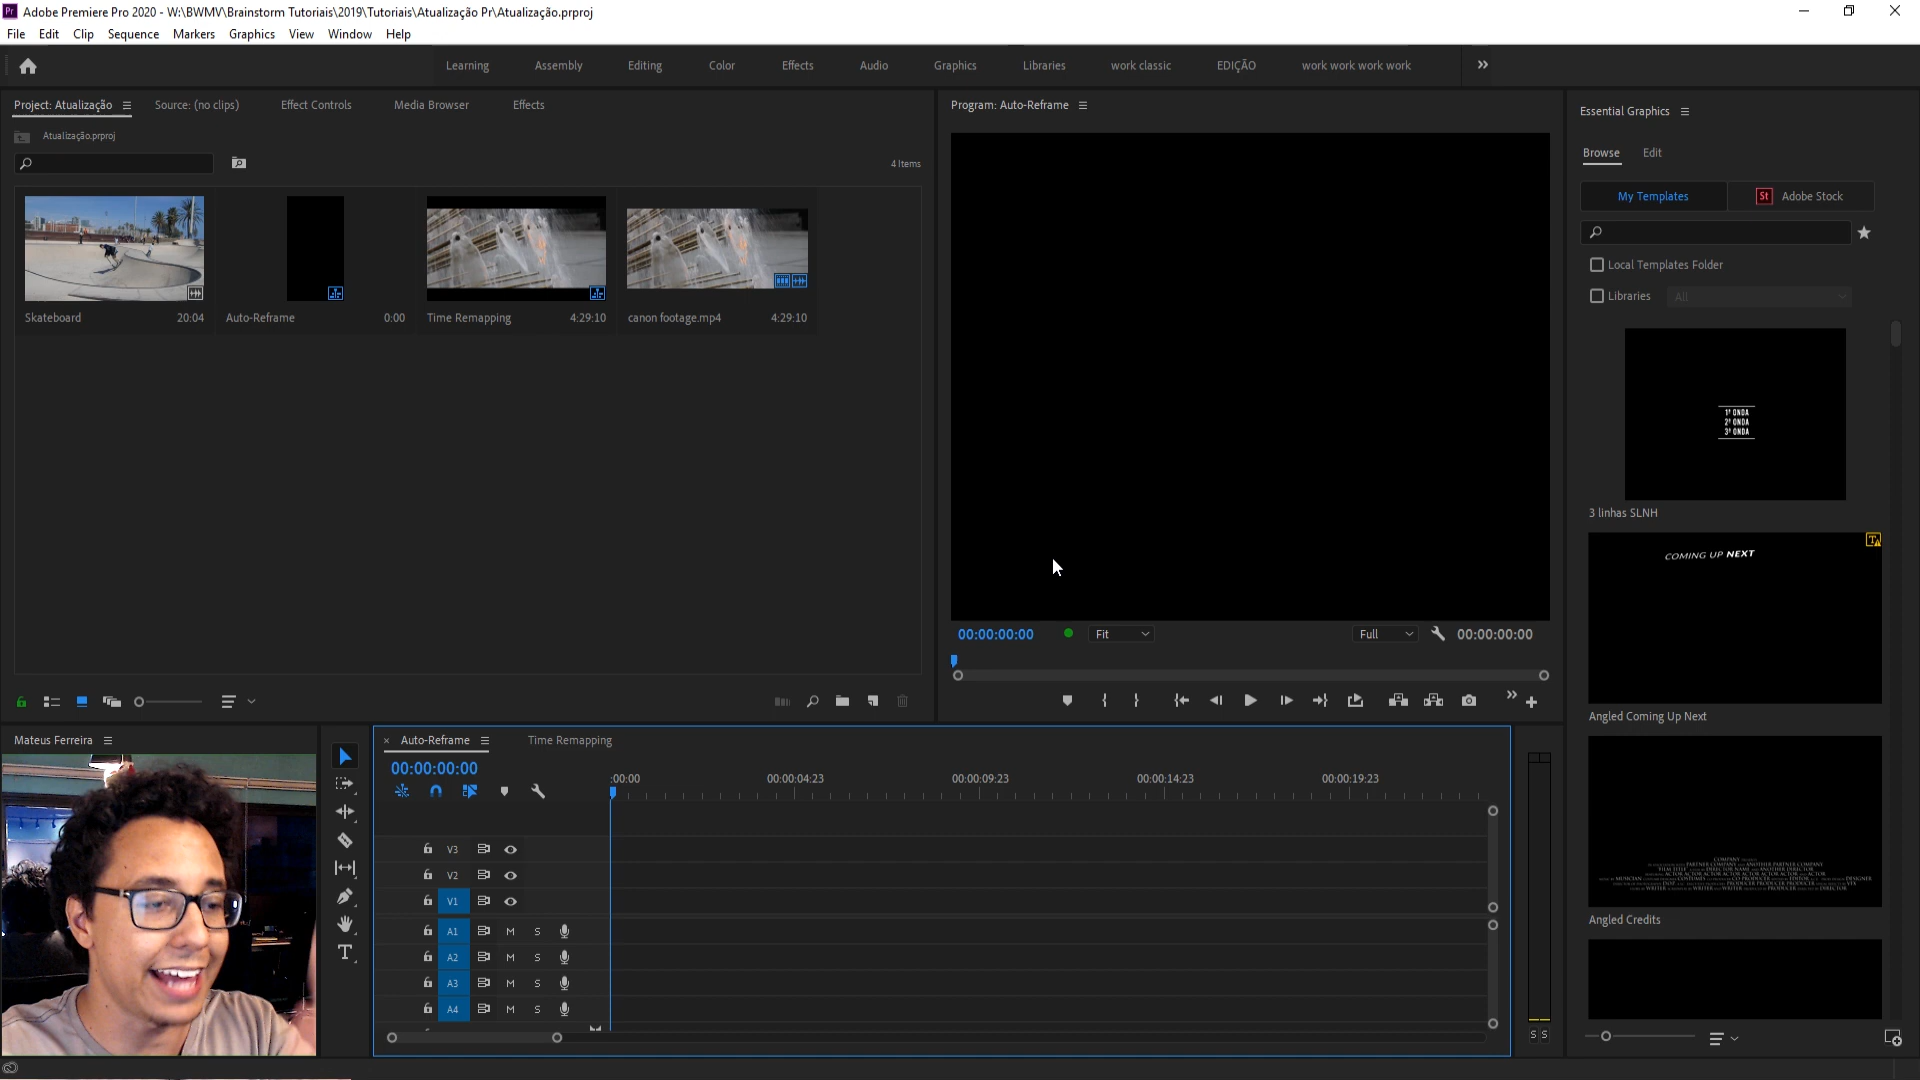 Pr Adobe Premiere Pro 2020 - W:\BWMV\Brainstorm Tutoriais\2019\Tutoriais\Atualização Pr\Atualização.prproj
File Edit Clip Sequence Markers Graphics View Window Help
Learning Assembly Editing Color Effects Audio Graphics Libraries work classic EDIÇÃO work work work work
Project: Atualização Source: (no clips) Effect Controls Media Browser Effects
Atualização.prproj
4 Items
Skateboard 20:04
Auto-Reframe 0:00
Time Remapping 4:29:10
canon footage.mp4 4:29:10
Program: Auto-Reframe
00:00:00:00 Fit Full 00:00:00:00
Essential Graphics
Browse Edit
My Templates St Adobe Stock
Local Templates Folder
Libraries All
1ª ONDA
2ª ONDA
3ª ONDA
3 linhas SLNH
COMING UP NEXT
Angled Coming Up Next
Angled Credits
Mateus Ferreira
Auto-Reframe Time Remapping
00:00:00:00
:00:00 00:00:04:23 00:00:09:23 00:00:14:23 00:00:19:23
V3
V2
V1
A1 M S
A2 M S
A3 M S
A4 M S
S S